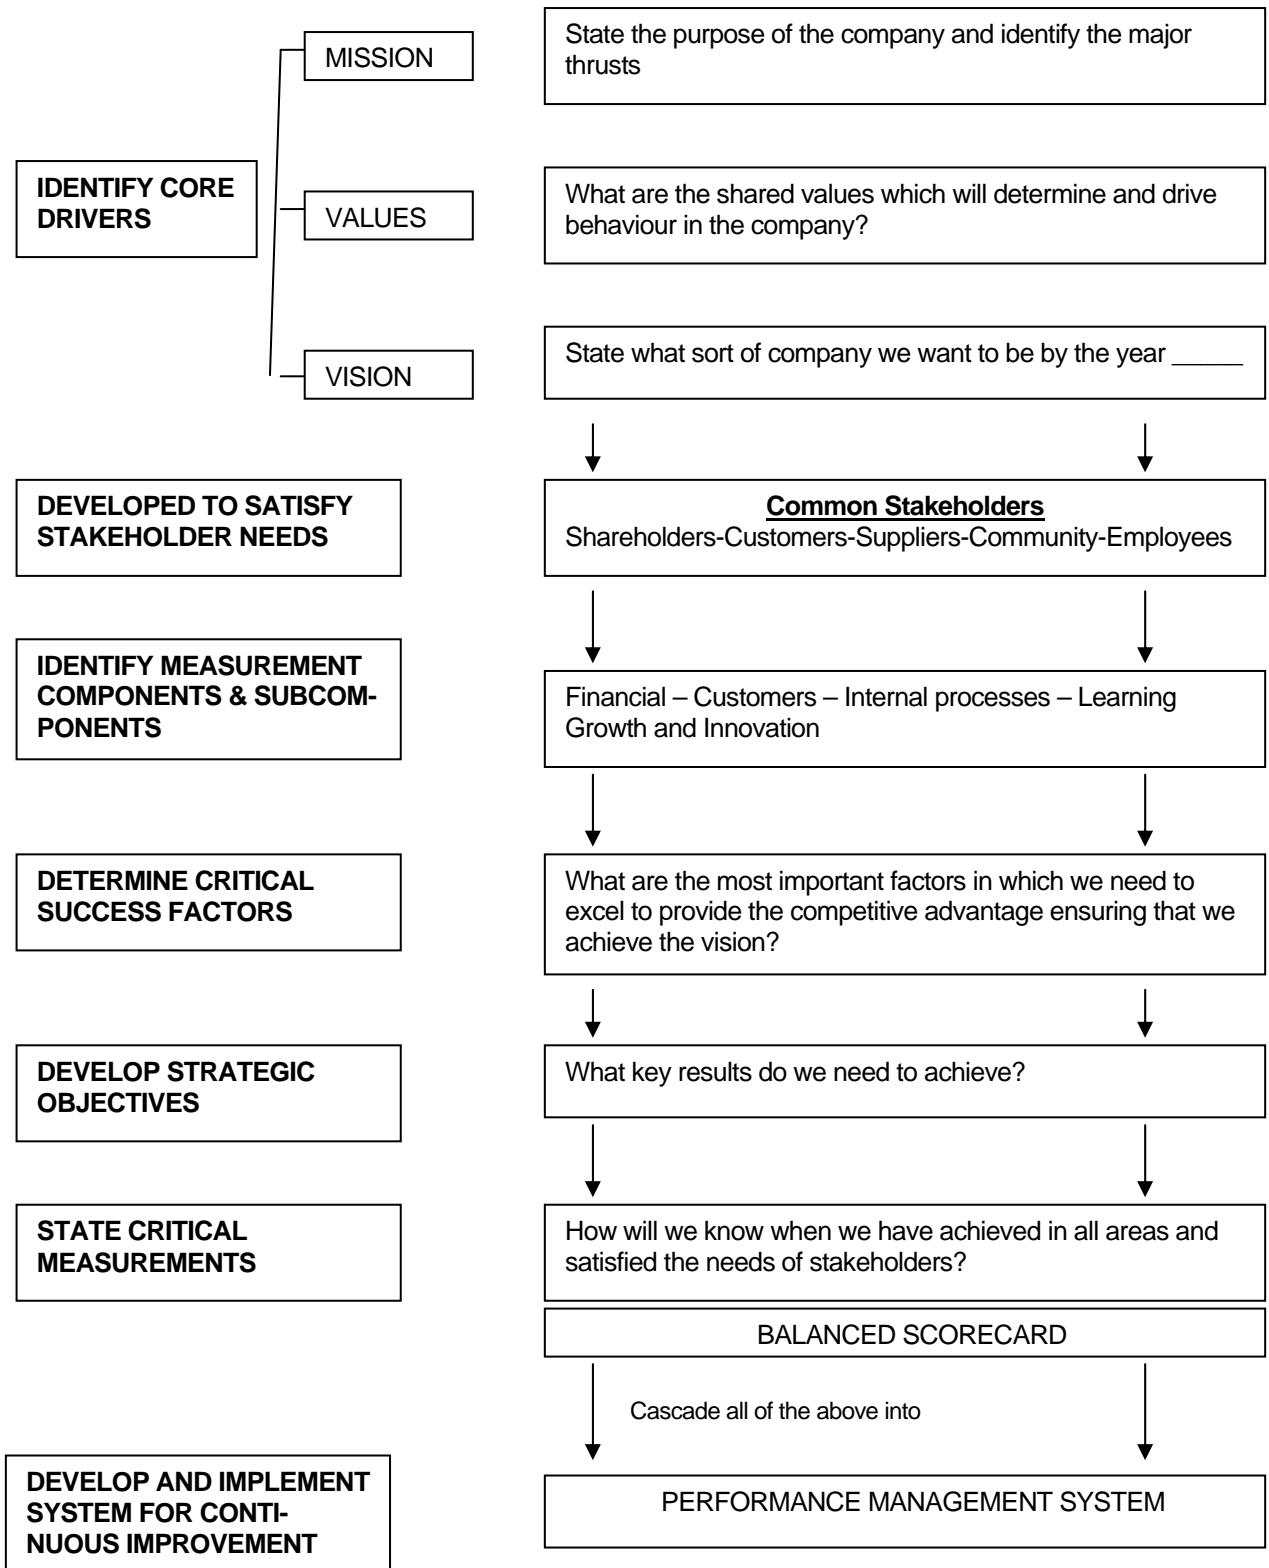 MISSION
State the purpose of the company and identify the major
thrusts
IDENTIFY CORE
DRIVERS
VALUES
What are the shared values which will determine and drive
behaviour in the company?
VISION
State what sort of company we want to be by the year _____
DEVELOPED TO SATISFY
STAKEHOLDER NEEDS
Common Stakeholders
Shareholders-Customers-Suppliers-Community-Employees
IDENTIFY MEASUREMENT
COMPONENTS & SUBCOM-
PONENTS
Financial – Customers – Internal processes – Learning
Growth and Innovation
DETERMINE CRITICAL
SUCCESS FACTORS
What are the most important factors in which we need to
excel to provide the competitive advantage ensuring that we
achieve the vision?
DEVELOP STRATEGIC
OBJECTIVES
What key results do we need to achieve?
STATE CRITICAL
MEASUREMENTS
How will we know when we have achieved in all areas and
satisfied the needs of stakeholders?
BALANCED SCORECARD
Cascade all of the above into
DEVELOP AND IMPLEMENT
SYSTEM FOR CONTI-
NUOUS IMPROVEMENT
PERFORMANCE MANAGEMENT SYSTEM